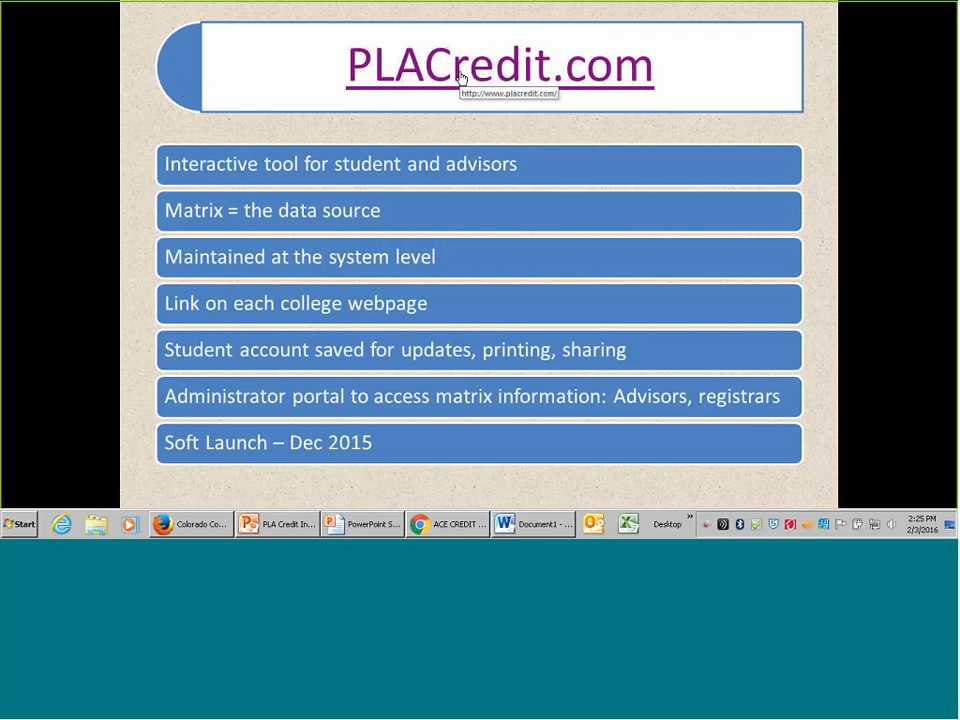 PLACredit.com
http://www.placredit.com/
Interactive tool for student and advisors
Matrix = the data source
Maintained at the system level
Link on each college webpage
Student account saved for updates, printing, sharing
Administrator portal to access matrix information: Advisors, registrars
Soft Launch – Dec 2015
Start
Colorado Co...
PLA Credit In...
PowerPoint S...
ACE CREDIT ...
Document1 - ...
Desktop
2:25 PM
2/3/2016